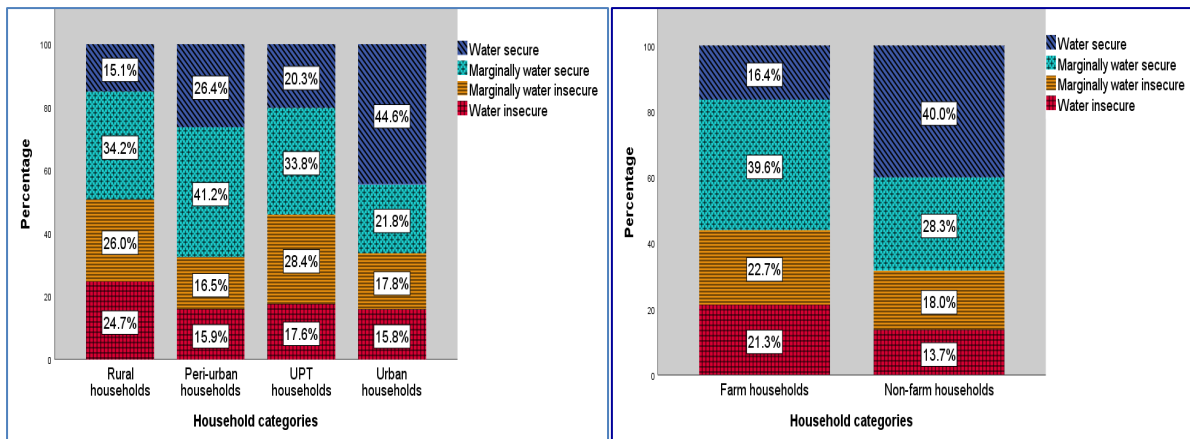 Percentage
100
80
60
40
20
0
15.1%
34.2%
26.0%
24.7%
26.4%
41.2%
16.5%
15.9%
20.3%
33.8%
28.4%
17.6%
44.6%
21.8%
17.8%
15.8%
Rural households
Peri-urban households
UPT households
Urban households
Household categories
Water secure
Marginally water secure
Marginally water insecure
Water insecure
Percentage
100
80
60
40
20
0
16.4%
39.6%
22.7%
21.3%
40.0%
28.3%
18.0%
13.7%
Farm households
Non-farm households
Household categories
Water secure
Marginally water secure
Marginally water insecure
Water insecure